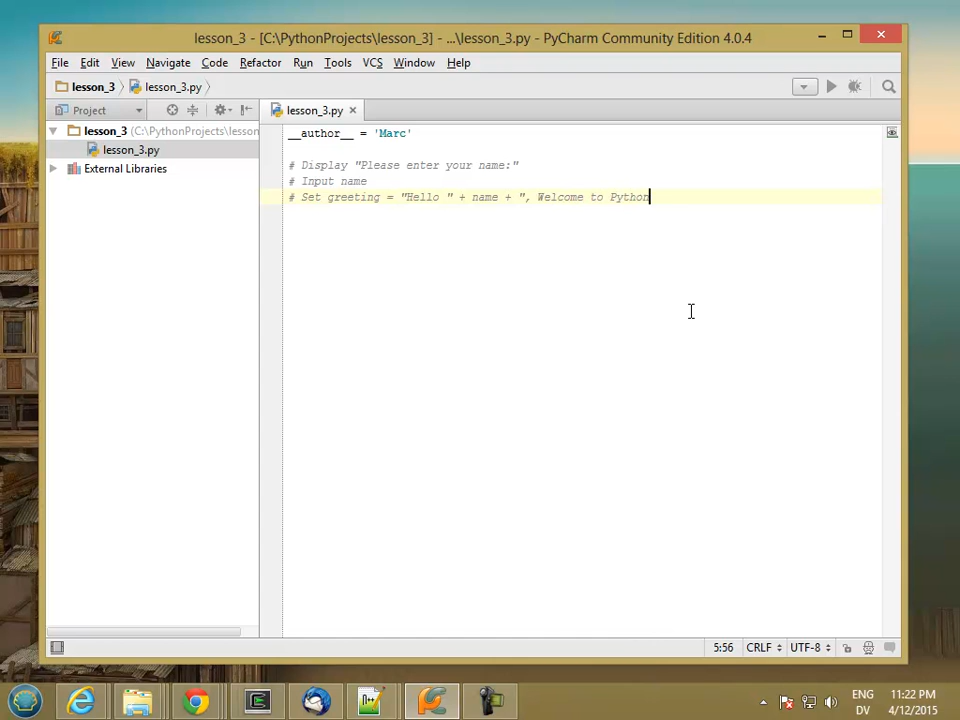 lesson_3 - [C:\PythonProjects\lesson_3] - ...\lesson_3.py - PyCharm Community Edition 4.0.4
File Edit View Navigate Code Refactor Run Tools VCS Window Help
lesson_3 lesson_3.py
Project lesson_3.py
lesson_3 (C:\PythonProjects\lesson
lesson_3.py
External Libraries
__author__ = 'Marc'
# Display "Please enter your name:"
# Input name
# Set greeting = "Hello " + name + ", Welcome to Python
5:56 CRLF UTF-8
ENG 11:22 PM
DV 4/12/2015